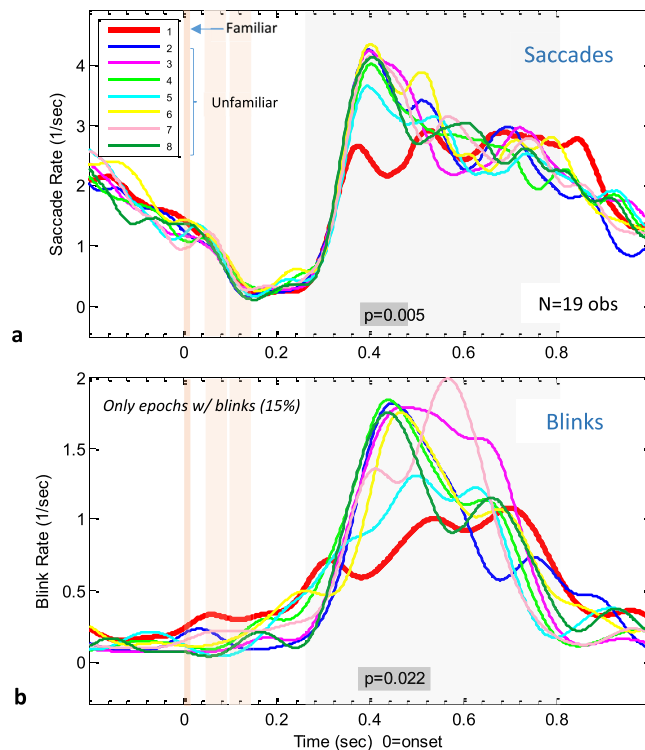 1 Familiar
2
3
4 Unfamiliar
5
6
7
8
Saccades
4
3
2
1
0
Saccade Rate (1/sec)
p=0.005
N=19 obs
a
0 0.2 0.4 0.6 0.8
2
1.5
1
0.5
0
Blink Rate (1/sec)
Only epochs w/ blinks (15%)
Blinks
p=0.022
b
0 0.2 0.4 0.6 0.8
Time (sec) 0=onset